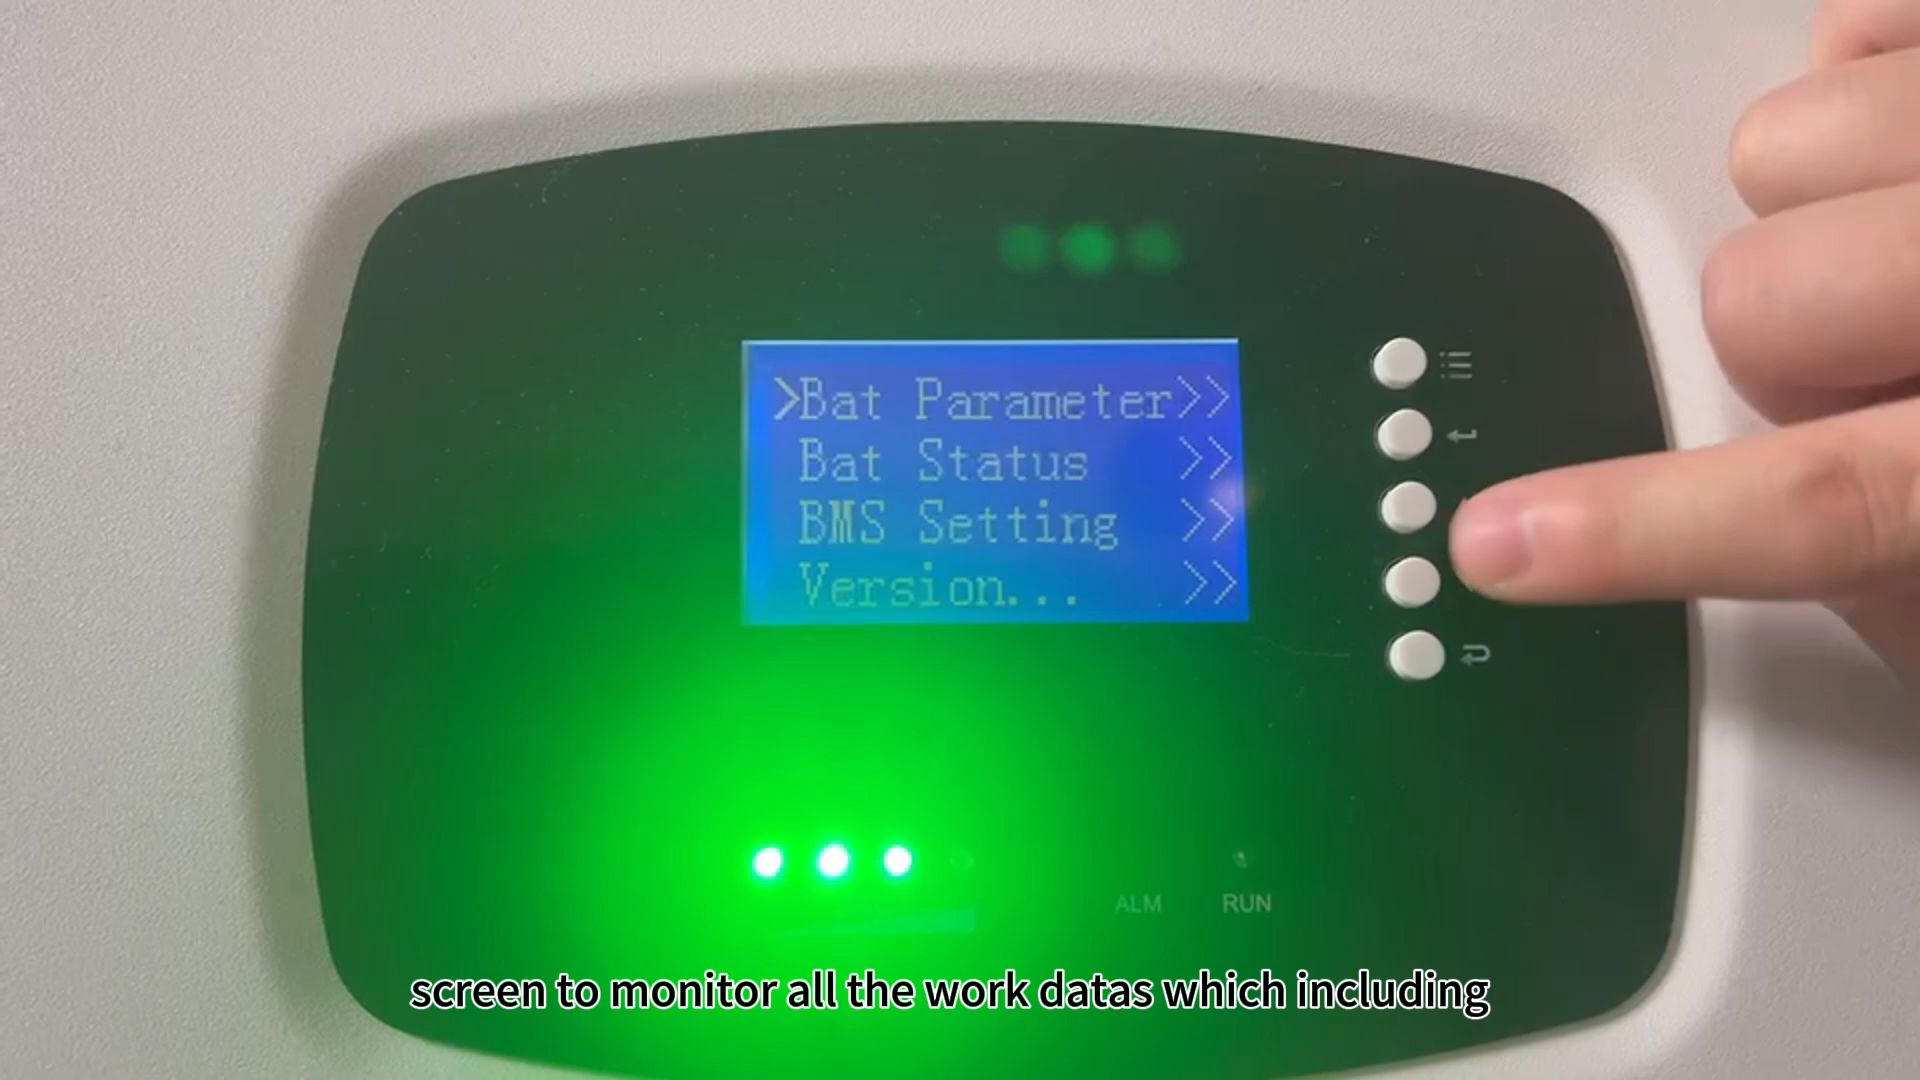 >Bat Parameter>>
Bat Status >>
BMS Setting >>
Version... >>
ALM RUN
screen to monitor all the work datas which including